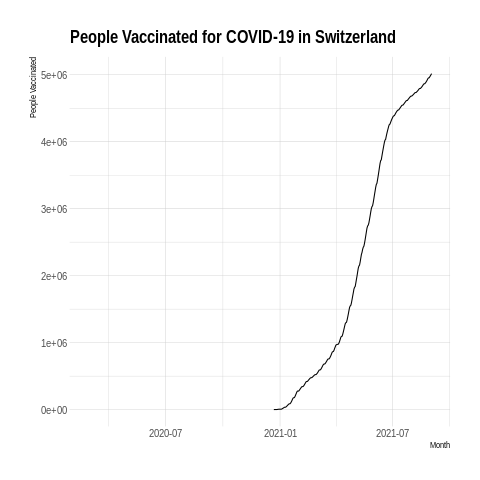 People Vaccinated for COVID-19 in Switzerland
People Vaccinated
5e+06
4e+06
3e+06
2e+06
1e+06
0e+00
2020-07 2021-01 2021-07
Month